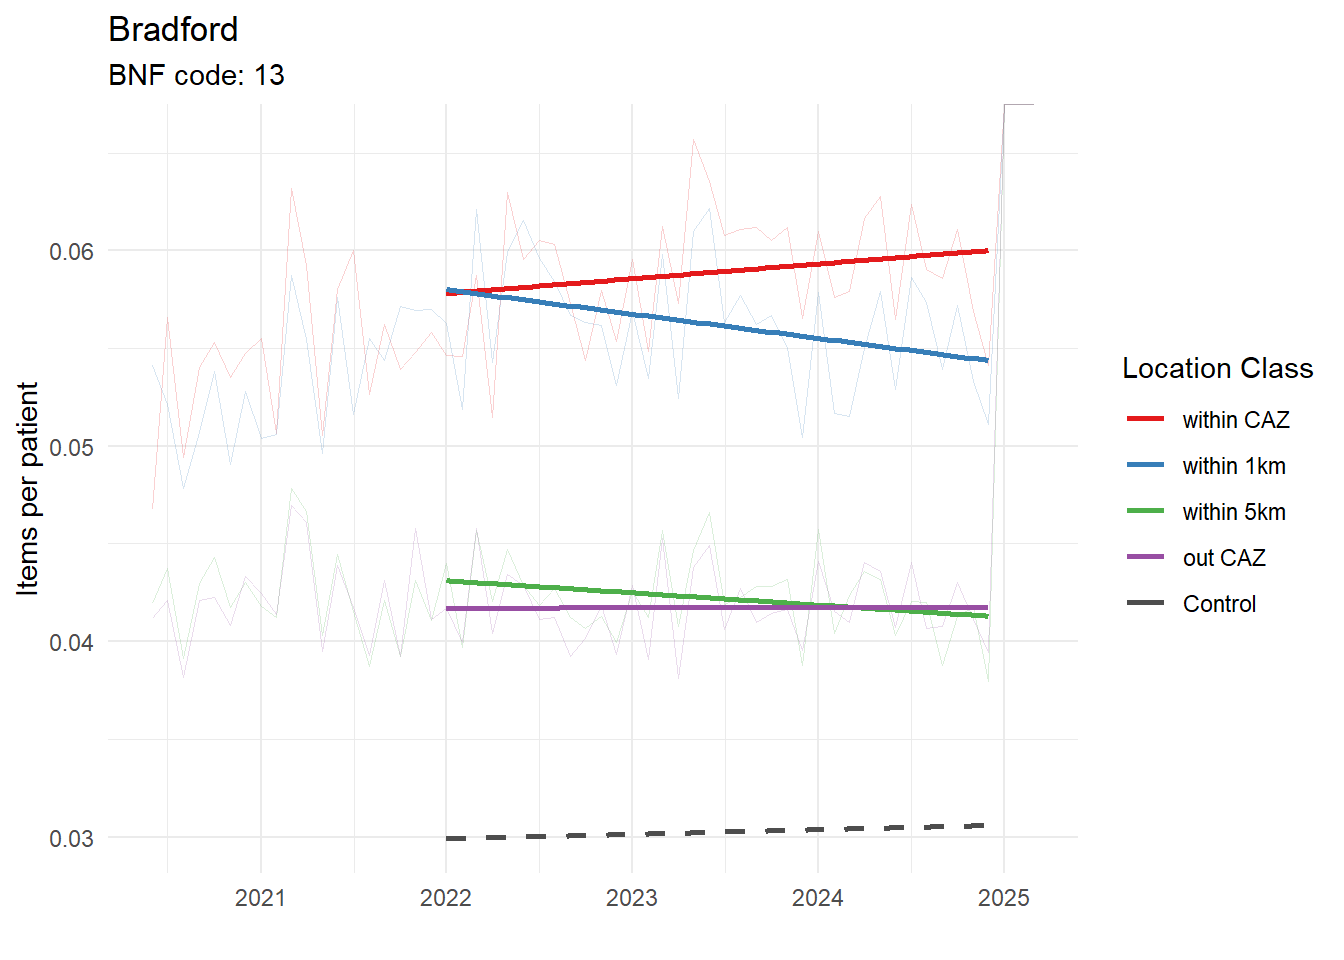 Bradford
BNF code: 13
Items per patient
0.06
0.05
0.04
0.03
2021
2022
2023
2024
2025
Location Class
within CAZ
within 1km
within 5km
out CAZ
Control